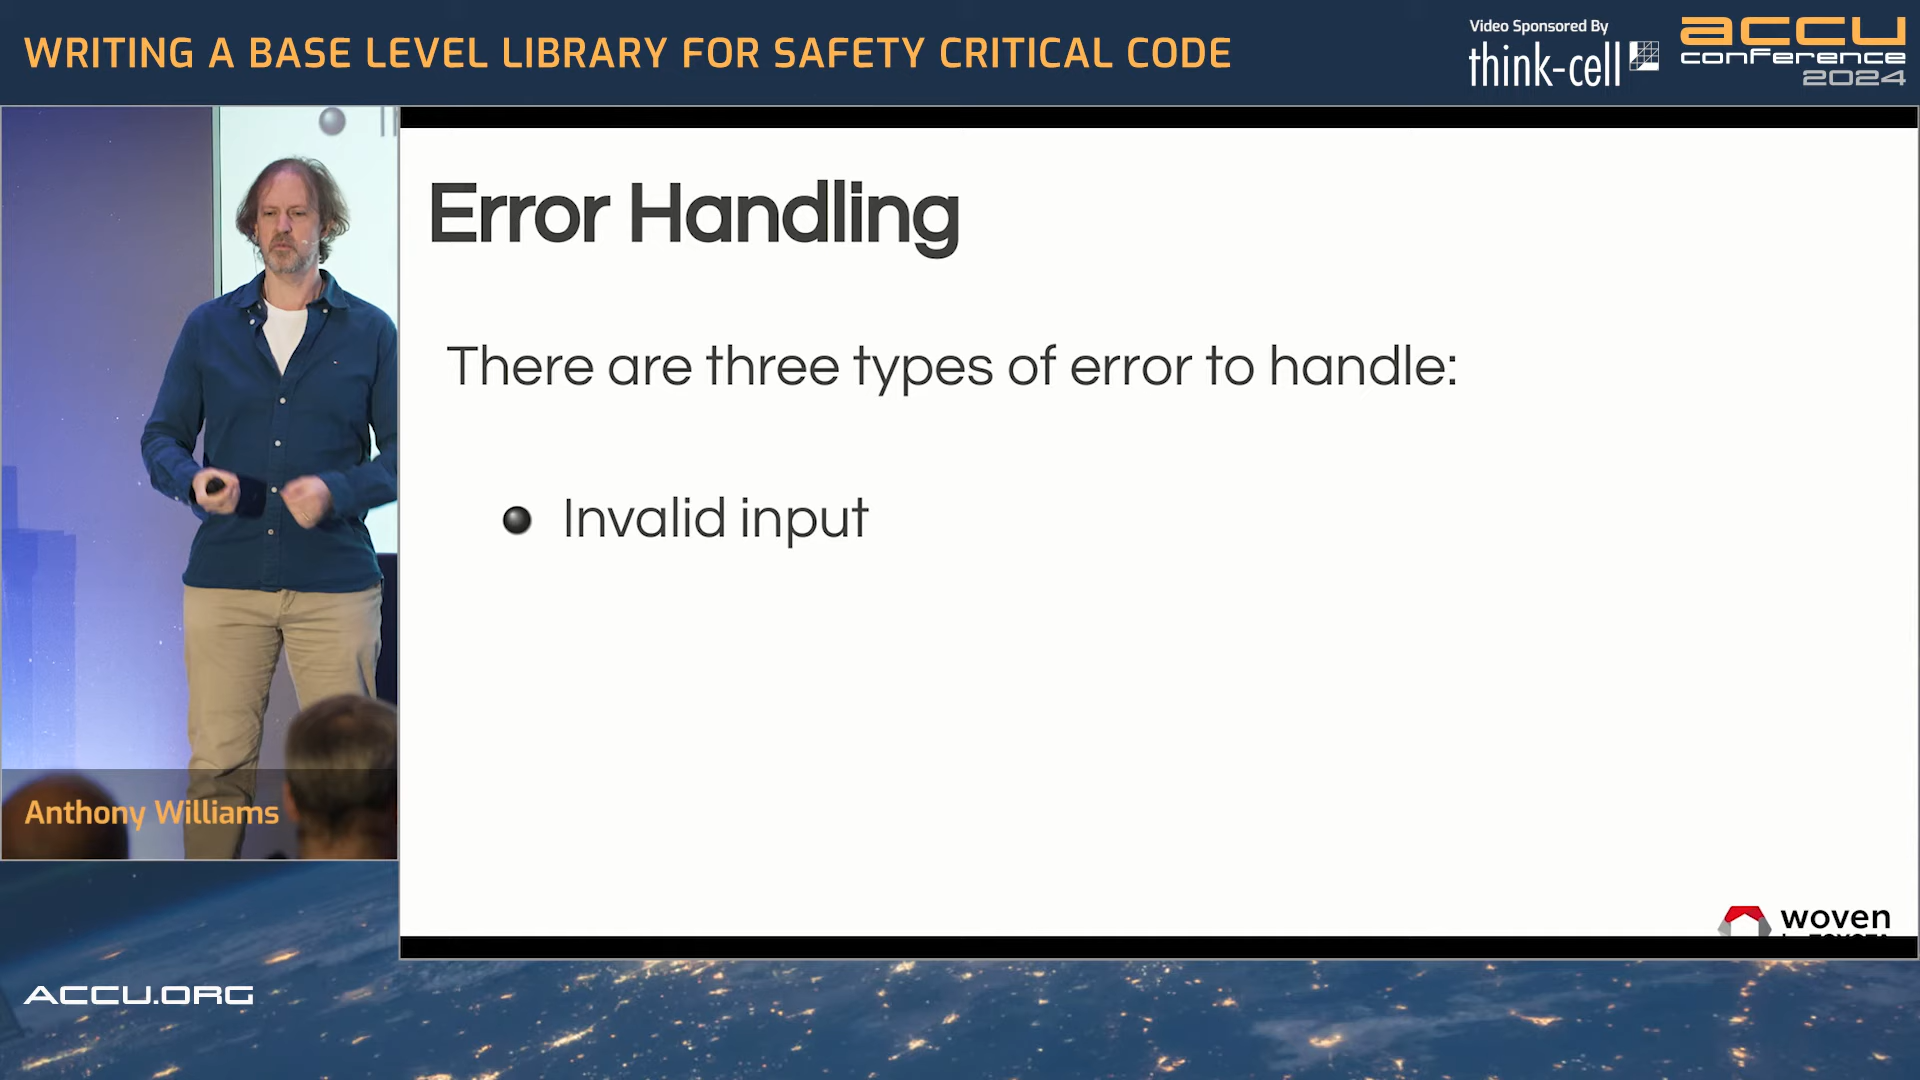 WRITING A BASE LEVEL LIBRARY FOR SAFETY CRITICAL CODE
Video Sponsored By
think-cell
accu
conference
2024
Error Handling
There are three types of error to handle:
Invalid input
woven
Anthony Williams
ACCU.ORG